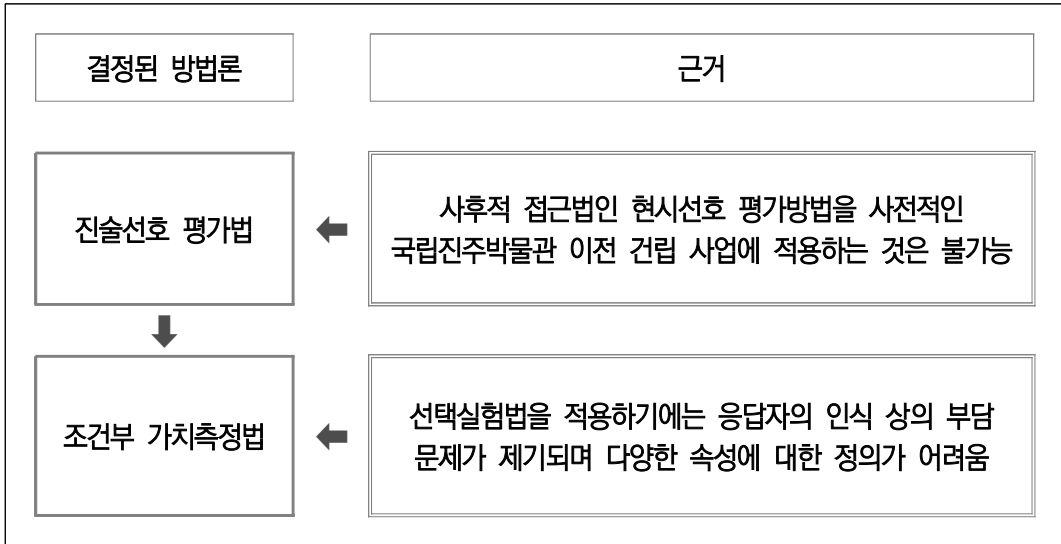 결정된 방법론
근거
진술선호 평가법
사후적 접근법인 현시선호 평가방법을 사전적인
국립진주박물관 이전 건립 사업에 적용하는 것은 불가능
조건부 가치측정법
선택실험법을 적용하기에는 응답자의 인식 상의 부담
문제가 제기되며 다양한 속성에 대한 정의가 어려움